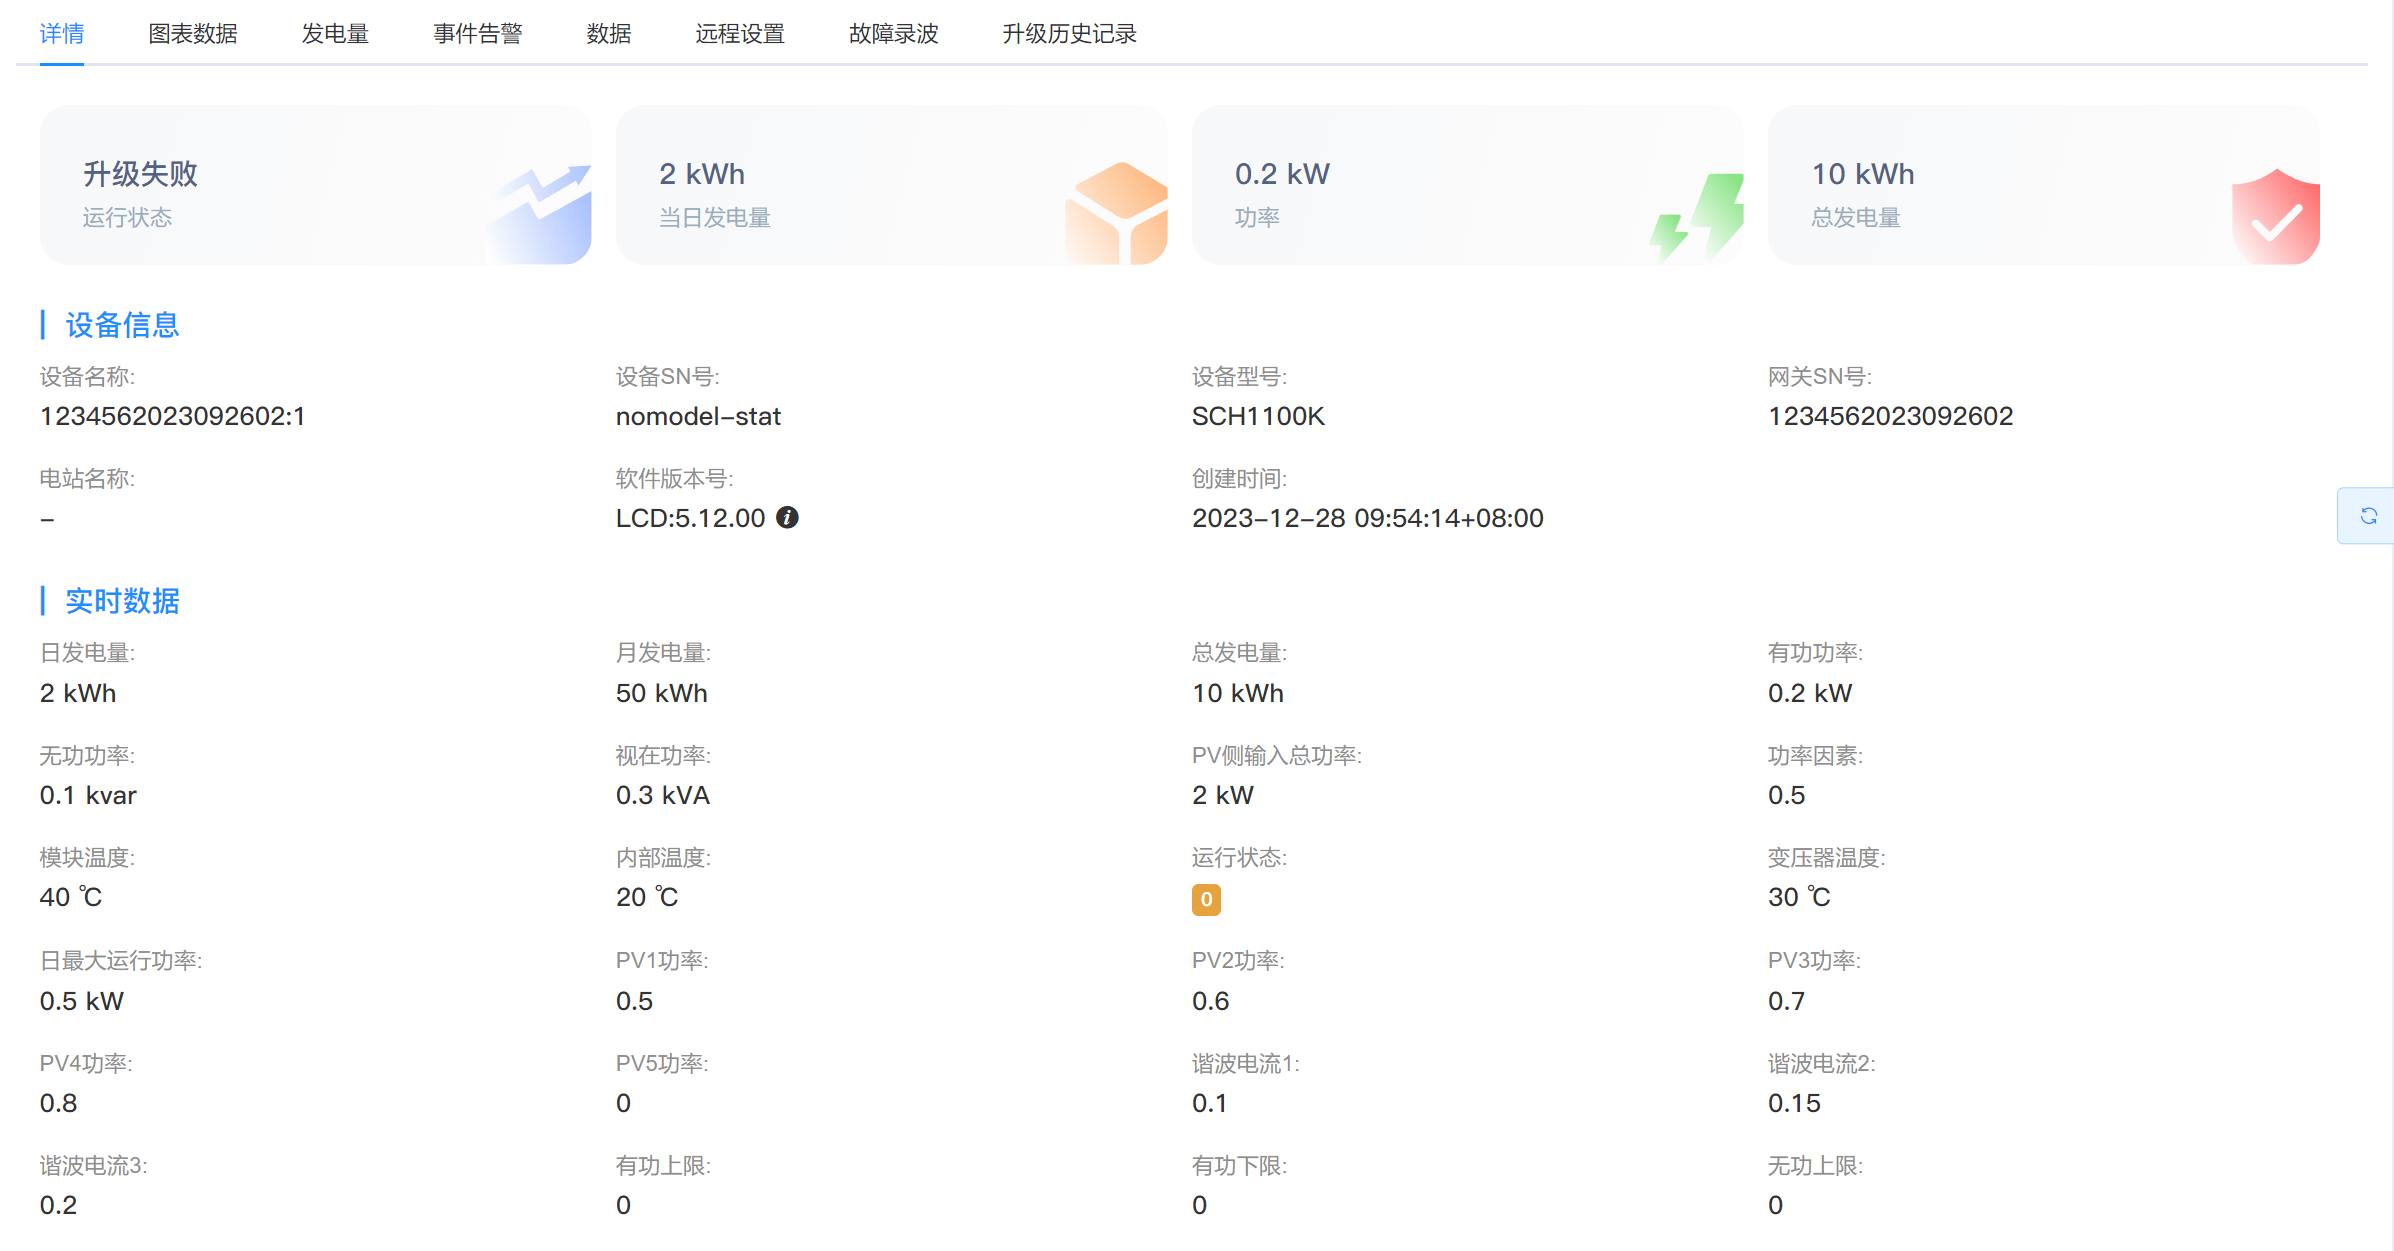 详情 图表数据 发电量 事件告警 数据 远程设置 故障录波 升级历史记录
升级失败 2 kWh 0.2 kW 10 kWh
运行状态 当日发电量 功率 总发电量
设备信息
设备名称: 设备SN号: 设备型号: 网关SN号:
1234562023092602:1 nomodel-stat SCH1100K 1234562023092602
电站名称: 软件版本号: 创建时间:
- LCD:5.12.00 2023-12-28 09:54:14+08:00
实时数据
日发电量: 月发电量: 总发电量: 有功功率:
2 kWh 50 kWh 10 kWh 0.2 kW
无功功率: 视在功率: PV侧输入总功率: 功率因素:
0.1 kvar 0.3 kVA 2 kW 0.5
模块温度: 内部温度: 运行状态: 变压器温度:
40 ℃ 20 ℃ 0 30 ℃
日最大运行功率: PV1功率: PV2功率: PV3功率:
0.5 kW 0.5 0.6 0.7
PV4功率: PV5功率: 谐波电流1: 谐波电流2:
0.8 0 0.1 0.15
谐波电流3: 有功上限: 有功下限: 无功上限:
0.2 0 0 0